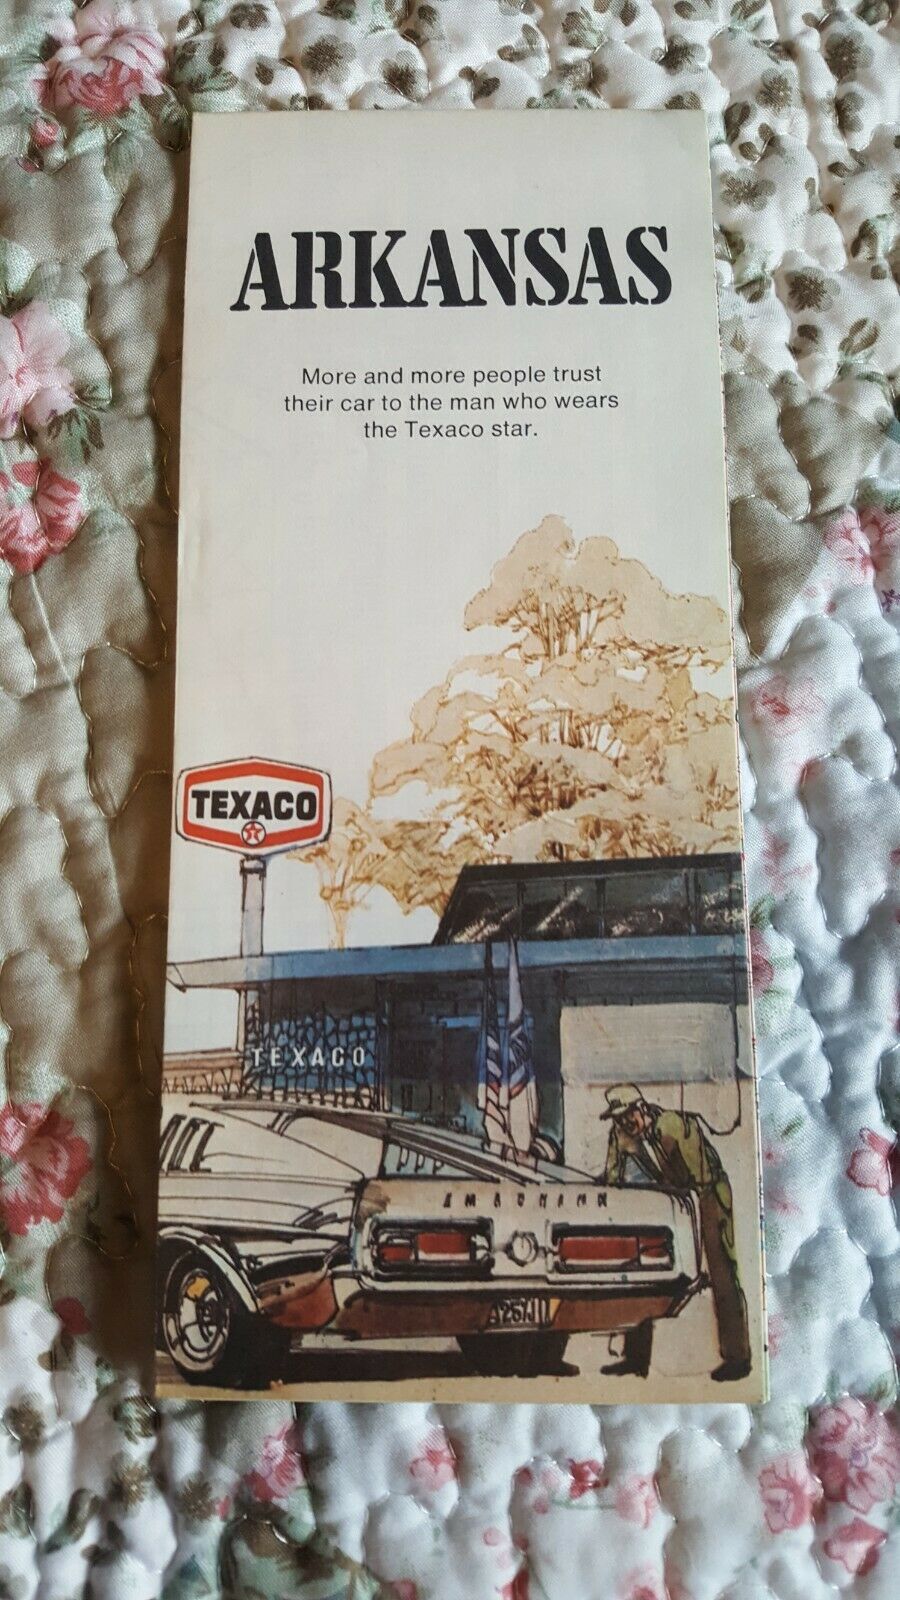 ARKANSAS
More and more people trust
their car to the man who wears
the Texaco star.
TEXACO
TEXACO